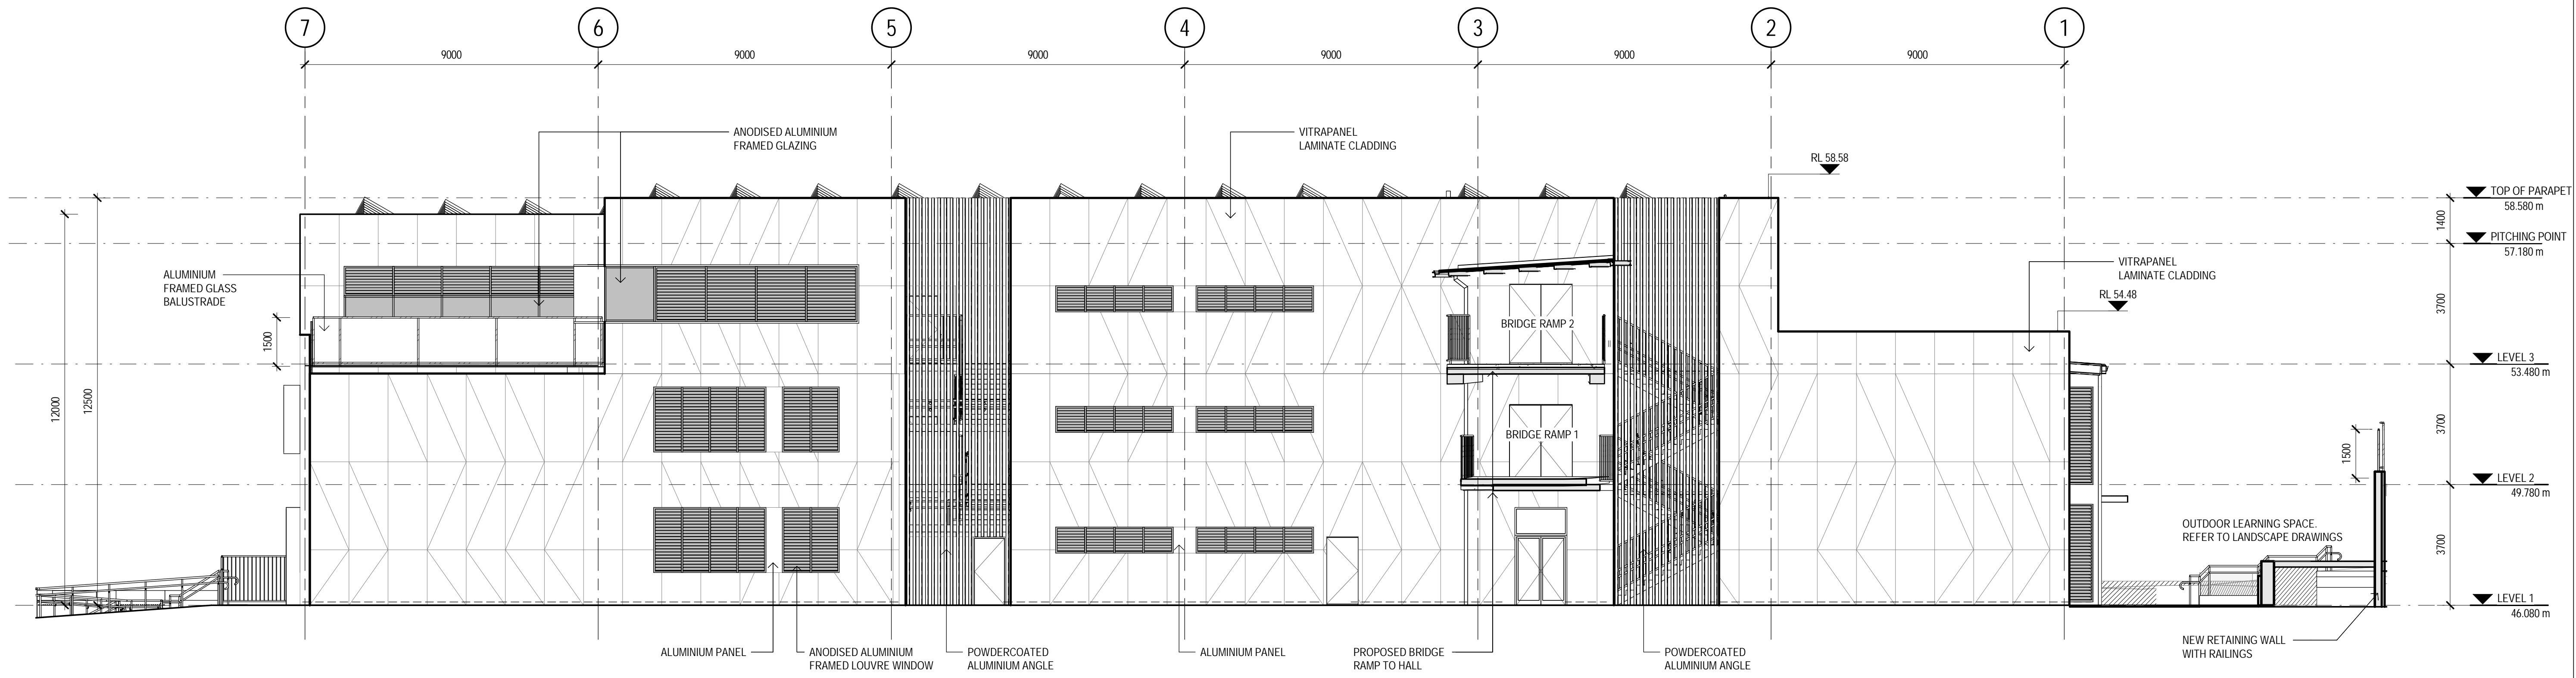 7 6 5 4 3 2 1
9000 9000 9000 9000 9000 9000
ANODISED ALUMINIUM
FRAMED GLAZING
VITRAPANEL
LAMINATE CLADDING
RL 58.58
TOP OF PARAPET
58.580 m
1400
PITCHING POINT
57.180 m
ALUMINIUM
FRAMED GLASS
BALUSTRADE
VITRAPANEL
LAMINATE CLADDING
RL 54.48
3700
BRIDGE RAMP 2
1500
LEVEL 3
53.480 m
12000
12500
3700
BRIDGE RAMP 1
1500
LEVEL 2
49.780 m
OUTDOOR LEARNING SPACE.
REFER TO LANDSCAPE DRAWINGS
3700
LEVEL 1
46.080 m
ALUMINIUM PANEL
ANODISED ALUMINIUM
FRAMED LOUVRE WINDOW
POWDERCOATED
ALUMINIUM ANGLE
ALUMINIUM PANEL
PROPOSED BRIDGE
RAMP TO HALL
POWDERCOATED
ALUMINIUM ANGLE
NEW RETAINING WALL
WITH RAILINGS